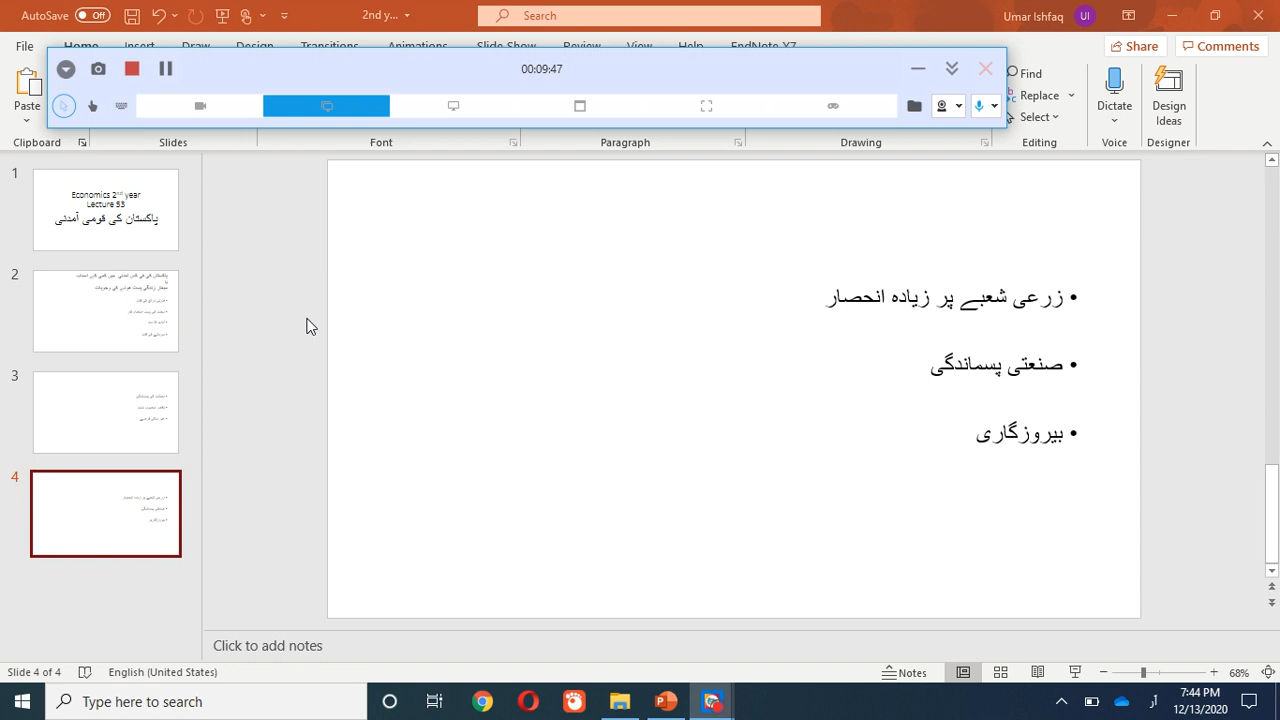 AutoSave Off
2nd y...
Search
Umar Ishfaq
UI
File Home Insert Draw Design Transitions Animations Slide Show Review View Help EndNote X7
Share
Comments
00:09:47
Paste
Find
Replace
Select
Dictate
Design
Ideas
Clipboard
Slides
Font
Paragraph
Drawing
Editing
Voice
Designer
1
Economics 2nd year
Lecture 53
پاکستان کی قومی آمدنی
2
3
4
• زرعی شعبے پر زیادہ انحصار
• صنعتی پسماندگی
• بیروزگاری
Click to add notes
Slide 4 of 4
English (United States)
Notes
68%
Type here to search
7:44 PM
12/13/2020